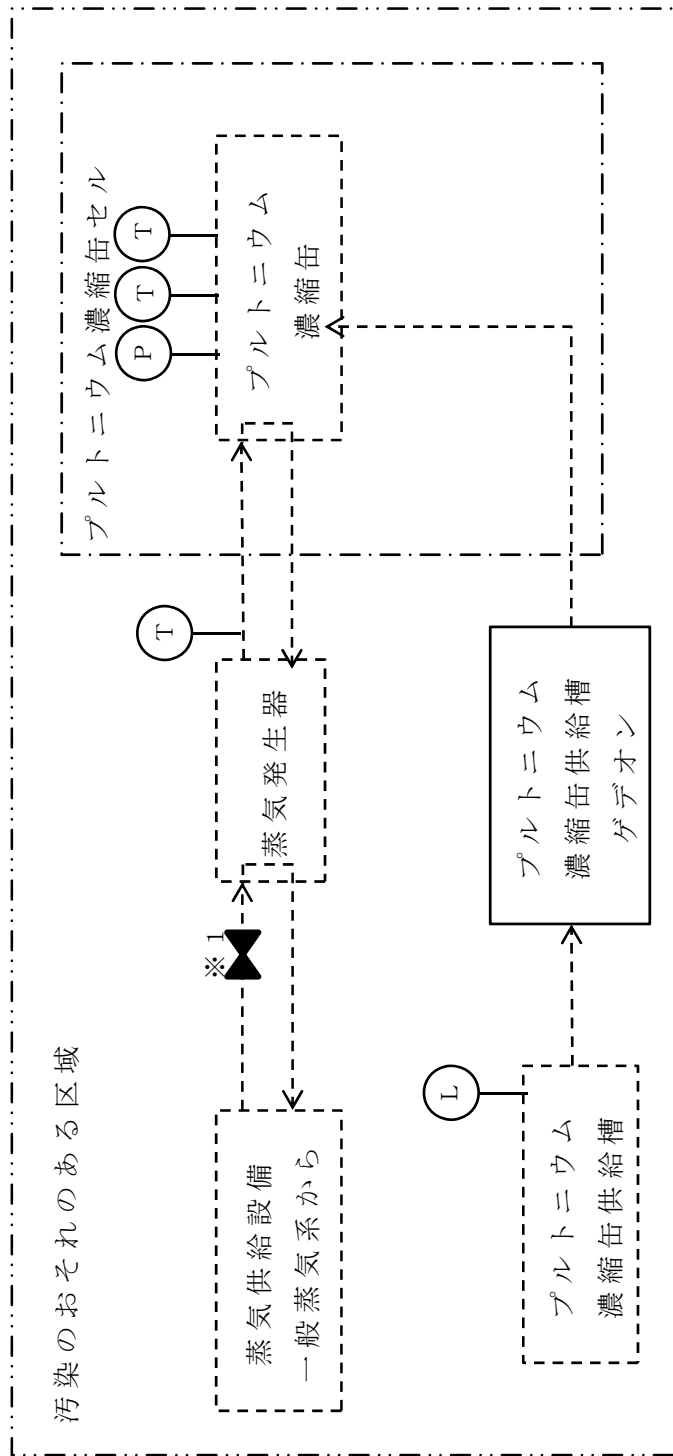 汚染のおそれのある区域
プルトニウム濃縮缶セル
P
T
T
T
※1
蒸気供給設備
一般蒸気系から
蒸気発生器
プルトニウム
濃縮缶
L
プルトニウム
濃縮缶供給槽
プルトニウム
濃縮缶供給槽
ゲデオン